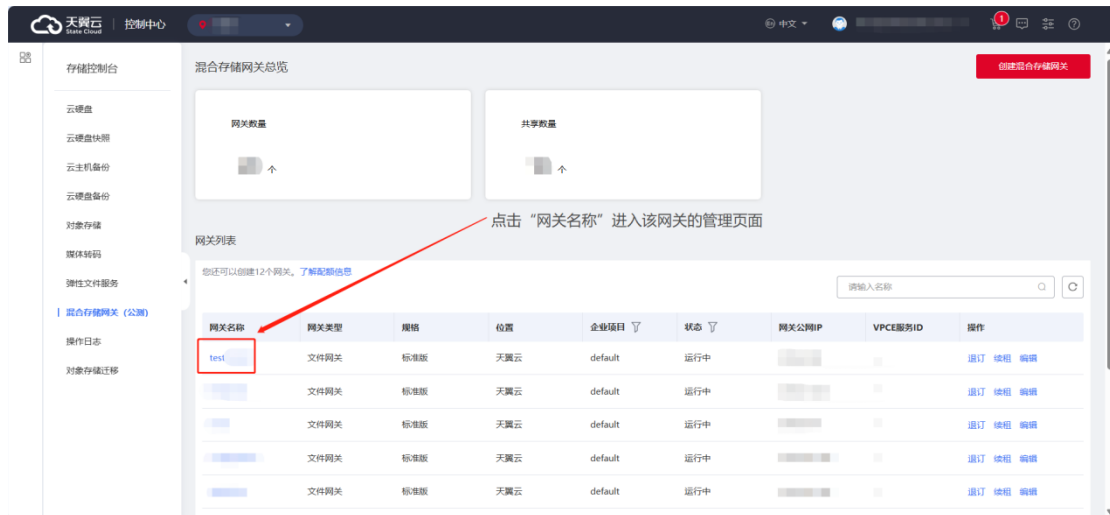 天翼云 State Cloud 控制中心 中文
存储控制台
云硬盘
云硬盘快照
云主机备份
云硬盘备份
对象存储
媒体转码
弹性文件服务
混合存储网关（公测）
操作日志
对象存储迁移
混合存储网关总览 创建混合存储网关
网关数量 共享数量
个 个
点击“网关名称”进入该网关的管理页面
网关列表
您还可以创建12个网关。了解配额信息 请输入名称
网关名称 网关类型 规格 位置 企业项目 状态 网关公网IP VPCE服务ID 操作
test 文件网关 标准版 天翼云 default 运行中 退订 续租 编辑
文件网关 标准版 天翼云 default 运行中 退订 续租 编辑
文件网关 标准版 天翼云 default 运行中 退订 续租 编辑
文件网关 标准版 天翼云 default 运行中 退订 续租 编辑
文件网关 标准版 天翼云 default 运行中 退订 续租 编辑